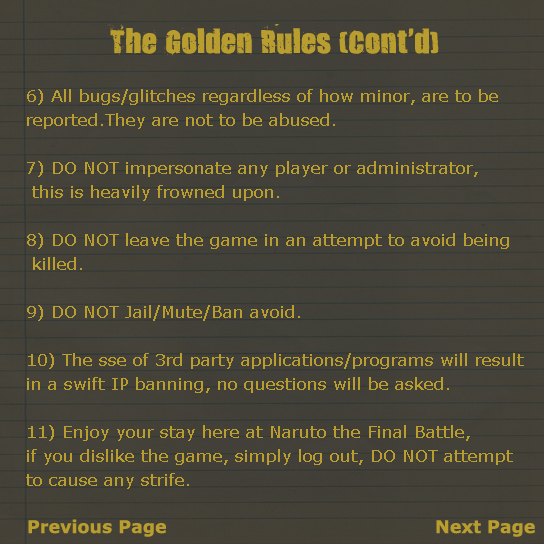 The Golden Rules (Cont'd)
6) All bugs/glitches regardless of how minor, are to be
reported.They are not to be abused.
7) DO NOT impersonate any player or administrator,
this is heavily frowned upon.
8) DO NOT leave the game in an attempt to avoid being
killed.
9) DO NOT Jail/Mute/Ban avoid.
10) The sse of 3rd party applications/programs will result
in a swift IP banning, no questions will be asked.
11) Enjoy your stay here at Naruto the Final Battle,
if you dislike the game, simply log out, DO NOT attempt
to cause any strife.
Previous Page Next Page